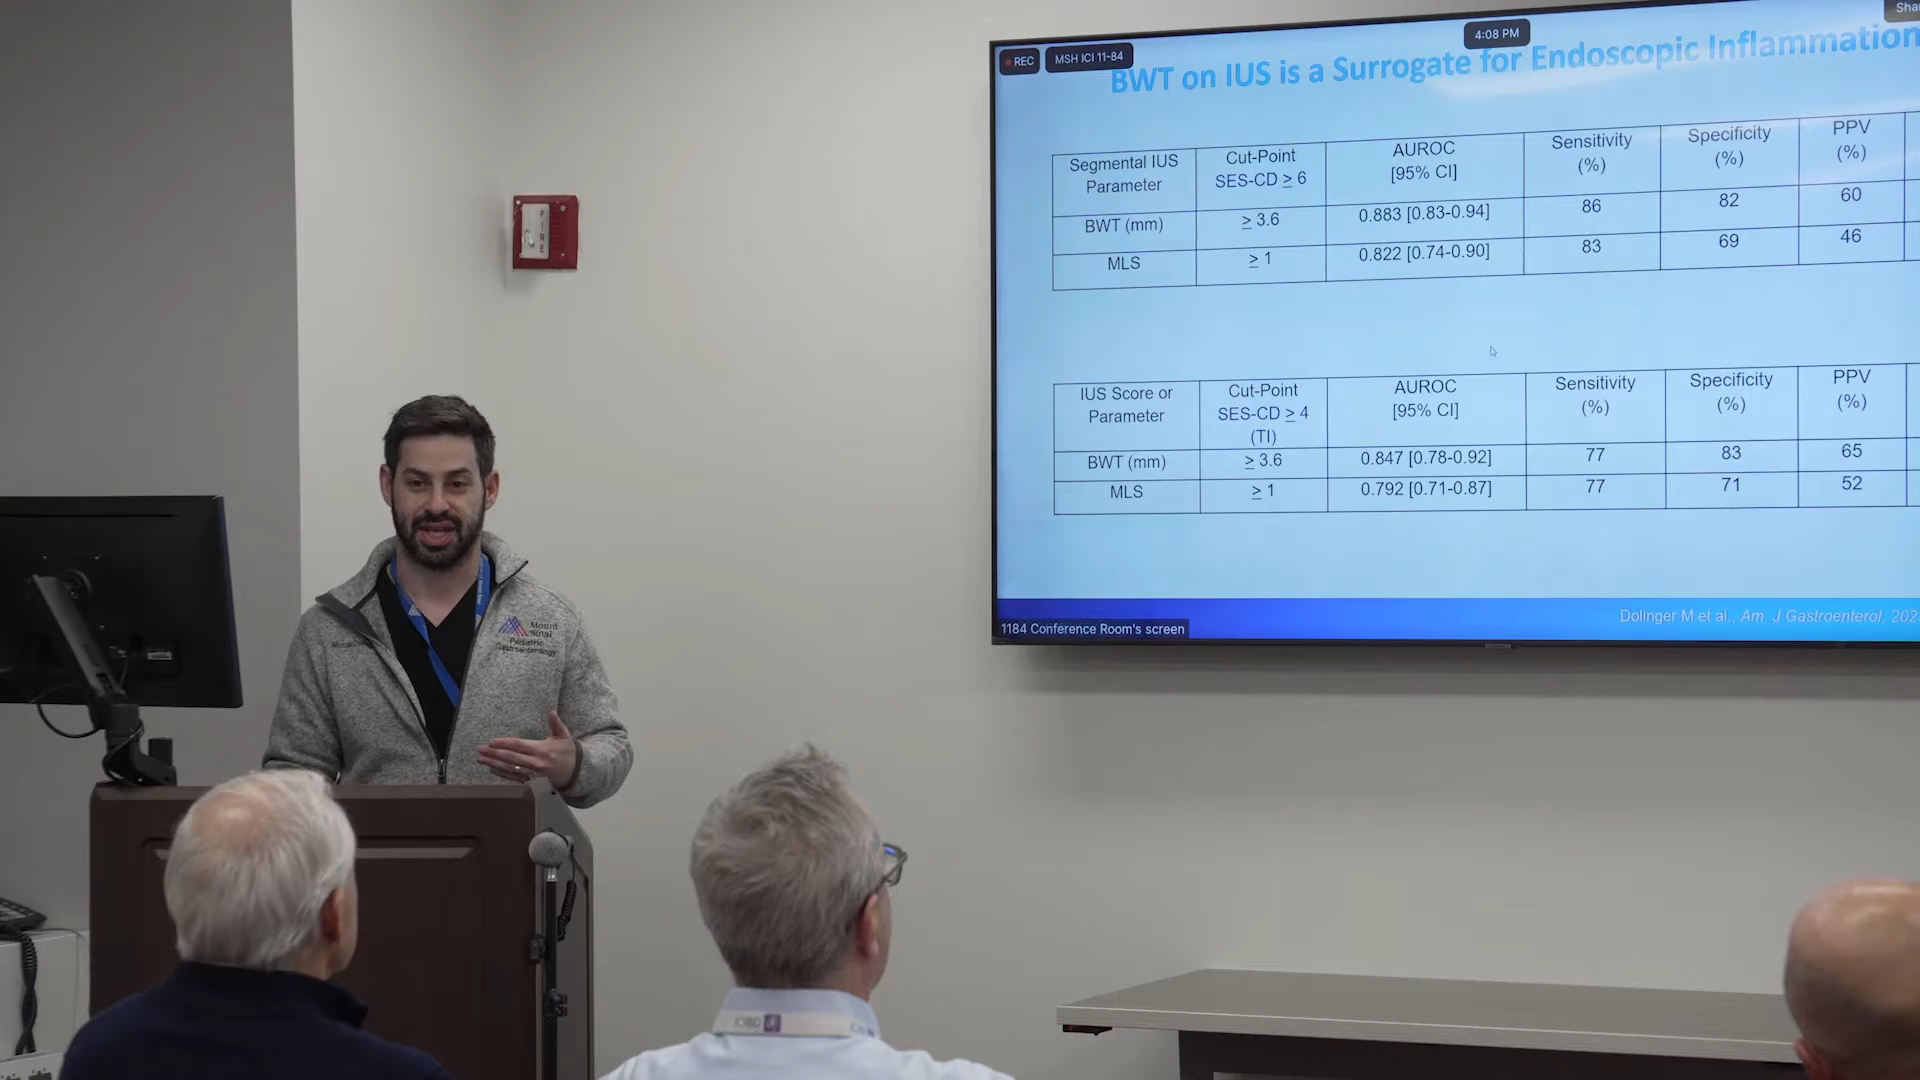 REC
MSH ICI 11-84
4:08 PM
BWT on IUS is a Surrogate for Endoscopic Inflammation
Segmental IUS Parameter
Cut-Point SES-CD ≥ 6
AUROC [95% CI]
Sensitivity (%)
Specificity (%)
PPV (%)
BWT (mm) ≥ 3.6 0.883 [0.83-0.94] 86 82 60
MLS ≥ 1 0.822 [0.74-0.90] 83 69 46
IUS Score or Parameter
Cut-Point SES-CD ≥ 4 (TI)
AUROC [95% CI]
Sensitivity (%)
Specificity (%)
PPV (%)
BWT (mm) ≥ 3.6 0.847 [0.78-0.92] 77 83 65
MLS ≥ 1 0.792 [0.71-0.87] 77 71 52
Dolinger M et al., Am. J Gastroenterol.
1184 Conference Room's screen
FIRE
Mount
Sinai
Pediatric
Gastroenterology